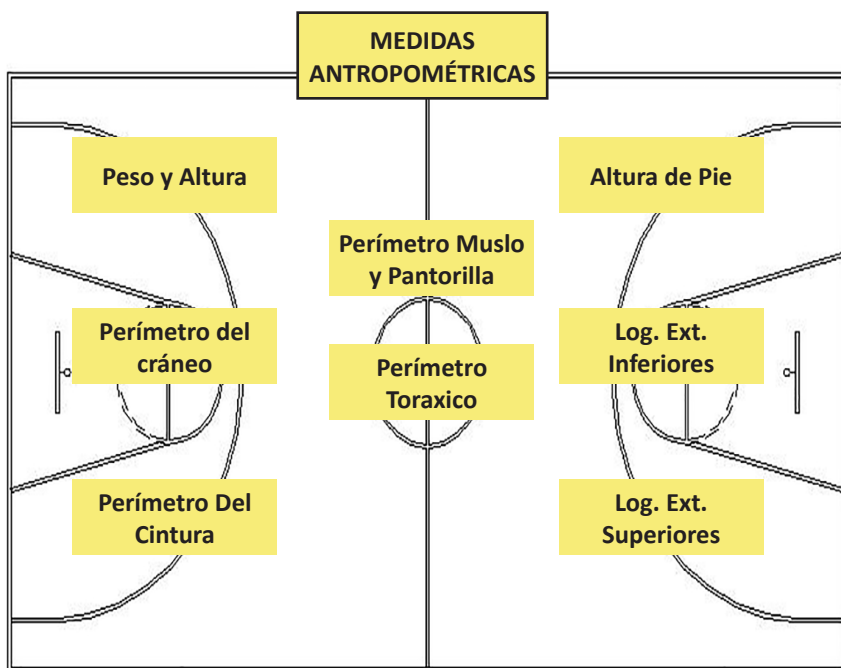 MEDIDAS
ANTROPOMÉTRICAS
Peso y Altura
Altura de Pie
Perímetro Muslo
y Pantorilla
Perímetro del
cráneo
Log. Ext.
Inferiores
Perímetro
Toraxico
Perímetro Del
Cintura
Log. Ext.
Superiores